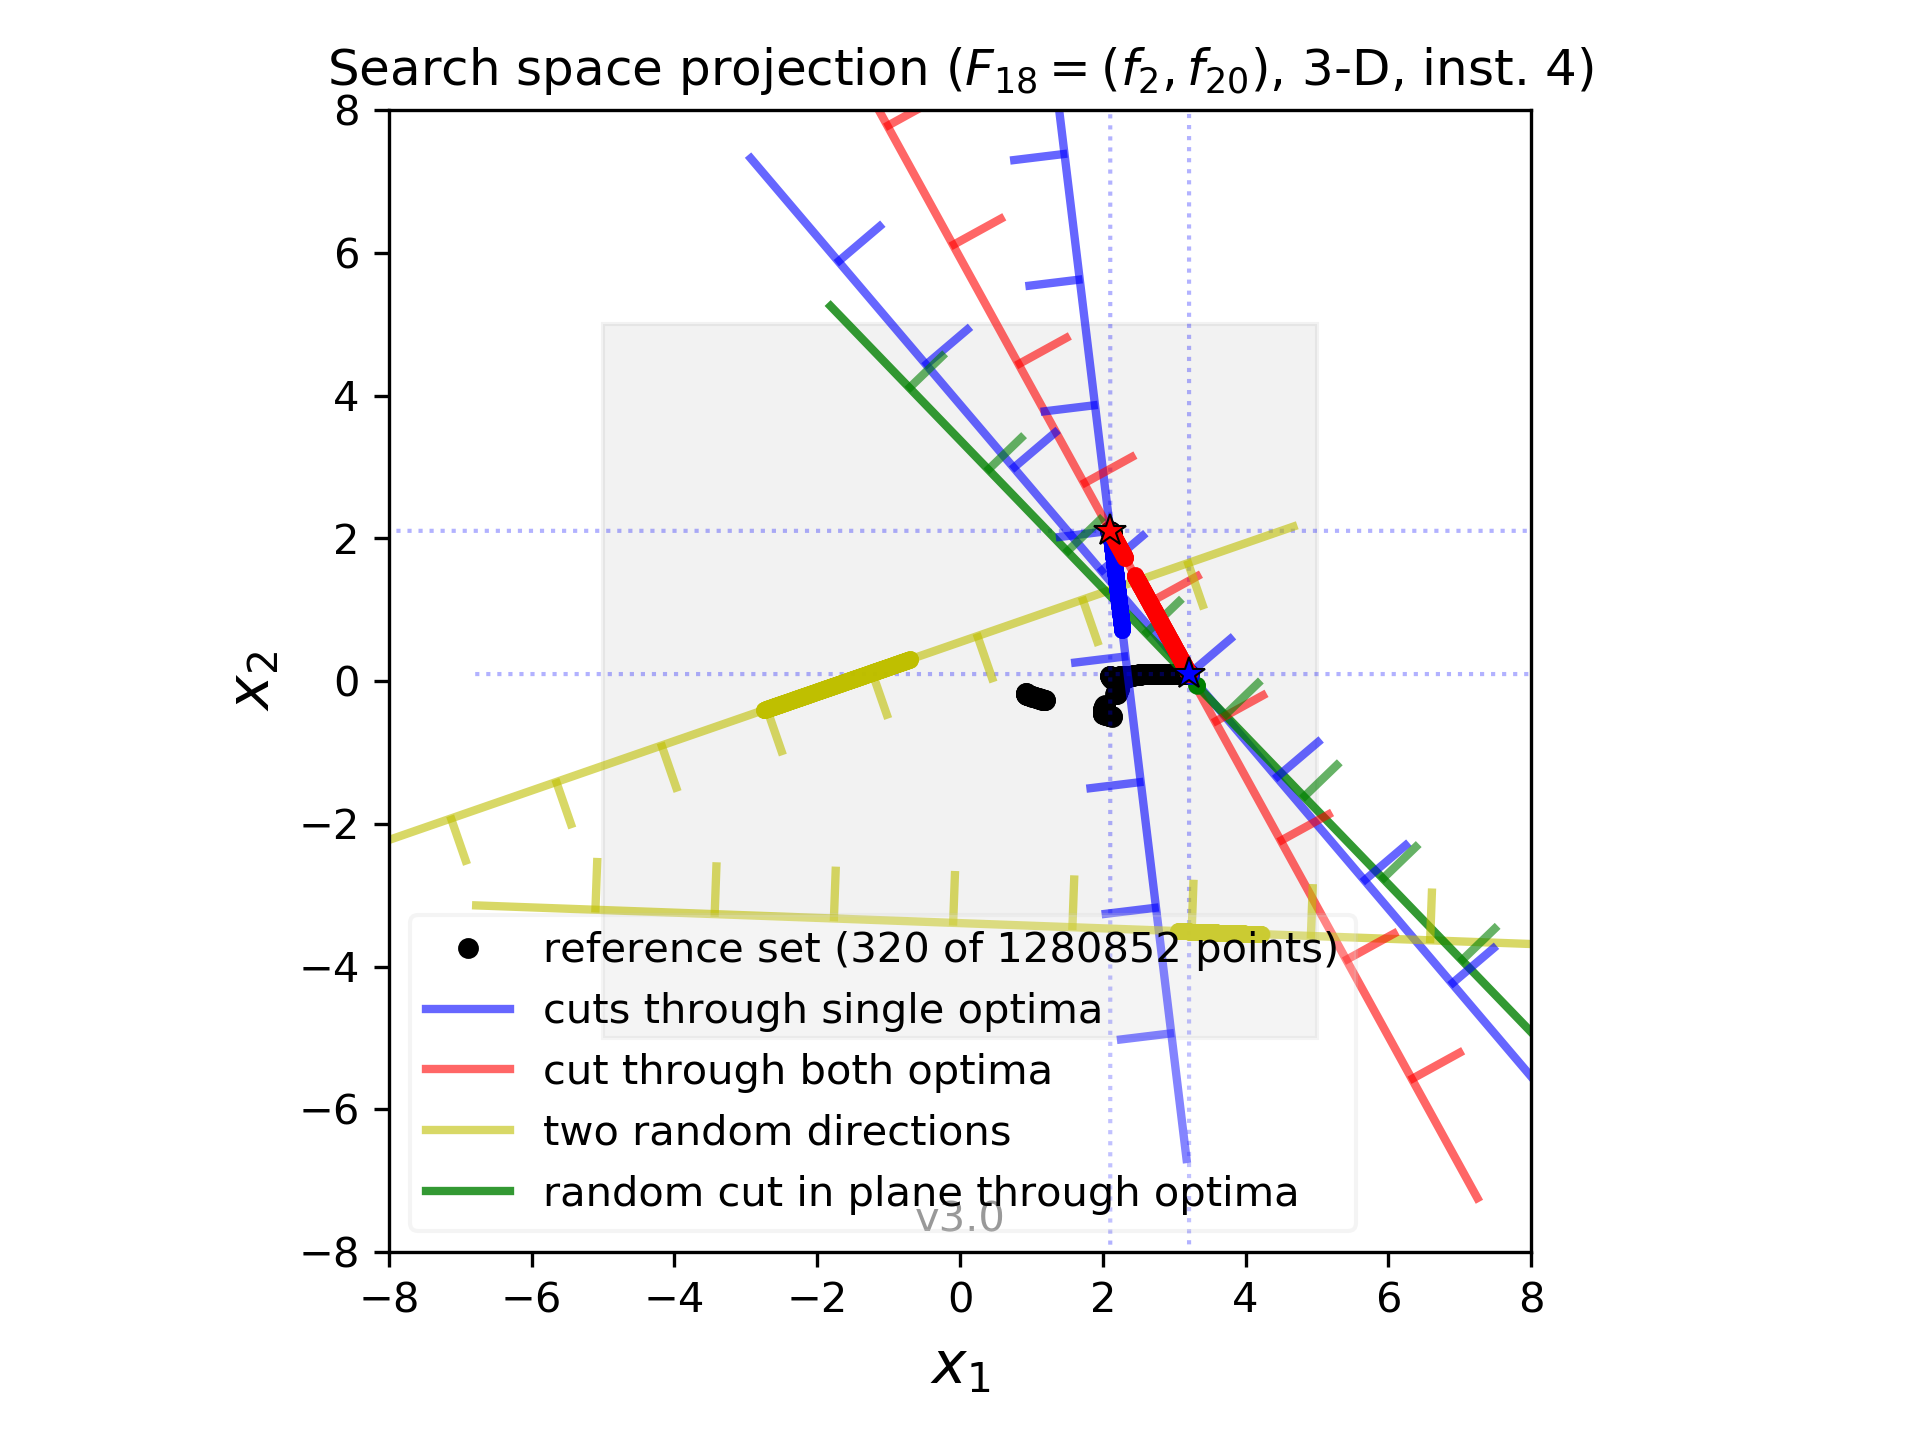 Search space projection (F18 = (f2, f20), 3-D, inst. 4)
8
6
4
2
0
−2
−4
−6
−8
x2
reference set (320 of 1280852 points)
cuts through single optima
cut through both optima
two random directions
random cut in plane through optima
v3.0
−8 −6 −4 −2 0 2 4 6 8
x1